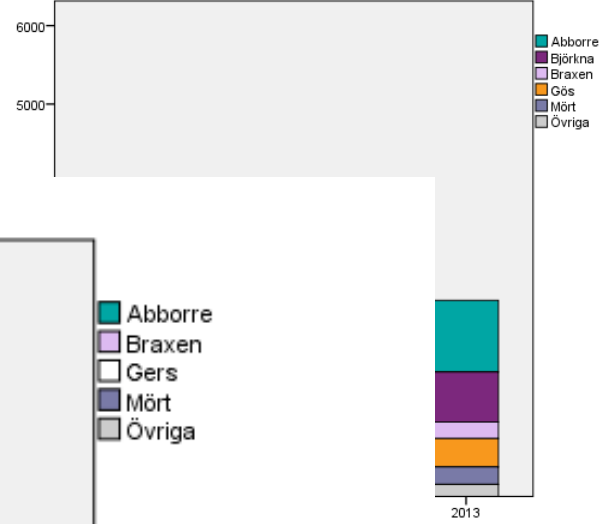 6000
5000
Abborre
Björkna
Braxen
Gös
Mört
Övriga
Abborre
Braxen
Gers
Mört
Övriga
2013